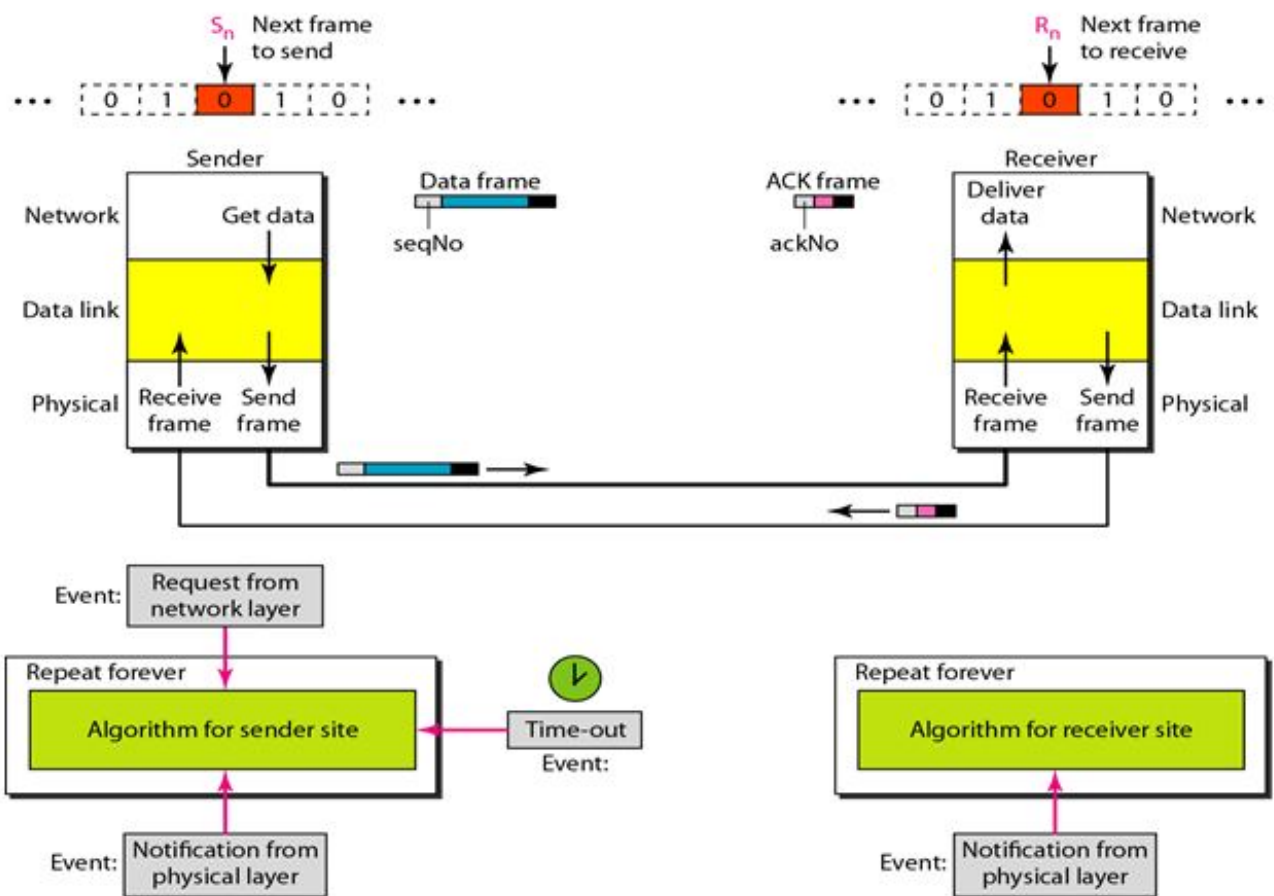 Sn Next frame
to send
Rn Next frame
to receive
••• 0 1 0 1 0 •••
••• 0 1 0 1 0 •••
Sender
Receiver
Data frame
seqNo
ACK frame
ackNo
Network
Get data
Deliver
data
Network
Data link
Data link
Physical
Receive
frame
Send
frame
Receive
frame
Send
frame
Physical
Event:
Request from
network layer
Repeat forever
Algorithm for sender site
Time-out
Event:
Event:
Notification from
physical layer
Repeat forever
Algorithm for receiver site
Event:
Notification from
physical layer